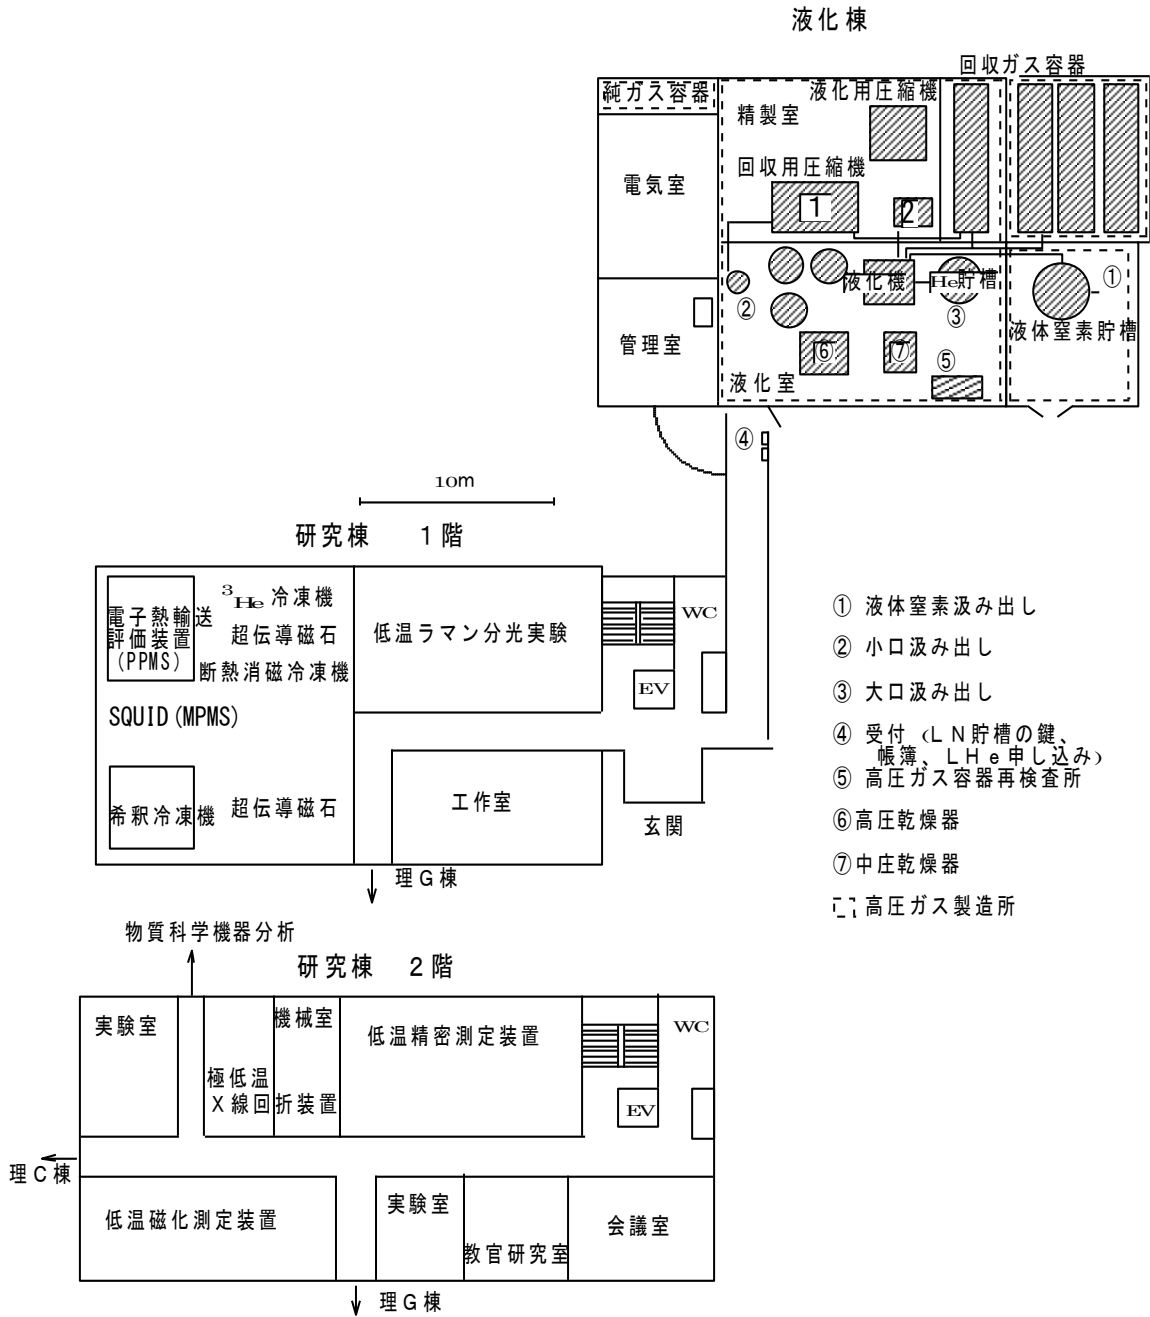 液化棟
回収ガス容器
純ガス容器
液化用圧縮機
精製室
回収用圧縮機
電気室
1
2
液化機
He貯槽
①
②
③
液体窒素貯槽
管理室
⑥
⑦
⑤
液化室
④
10m
研究棟 1階
電子熱輸送
評価装置
(PPMS)
³He 冷凍機
超伝導磁石
断熱消磁冷凍機
低温ラマン分光実験
WC
EV
SQUID(MPMS)
希釈冷凍機
超伝導磁石
工作室
玄関
理G棟
① 液体窒素汲み出し
② 小口汲み出し
③ 大口汲み出し
④ 受付 (LN貯槽の鍵、
帳簿、LHe申し込み)
⑤ 高圧ガス容器再検査所
⑥高圧乾燥器
⑦中庄乾燥器
高圧ガス製造所
物質科学機器分析
研究棟 2階
実験室
機械室
低温精密測定装置
WC
極低温
X線回折装置
EV
理C棟
低温磁化測定装置
実験室
教官研究室
会議室
理G棟